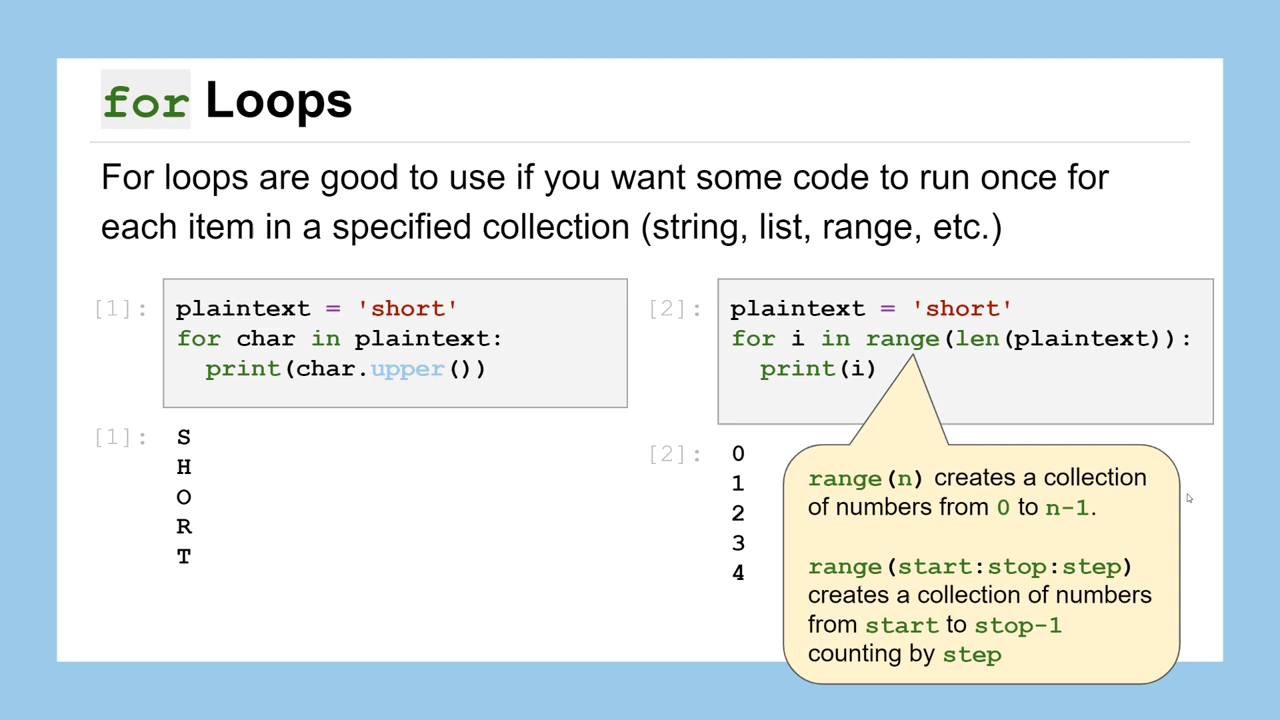 for Loops
For loops are good to use if you want some code to run once for
each item in a specified collection (string, list, range, etc.)
[1]:
plaintext = 'short'
for char in plaintext:
  print(char.upper())
[1]:
S
H
O
R
T
[2]:
plaintext = 'short'
for i in range(len(plaintext)):
  print(i)
[2]:
0
1
2
3
4
range(n) creates a collection
of numbers from 0 to n-1.
range(start:stop:step)
creates a collection of numbers
from start to stop-1
counting by step